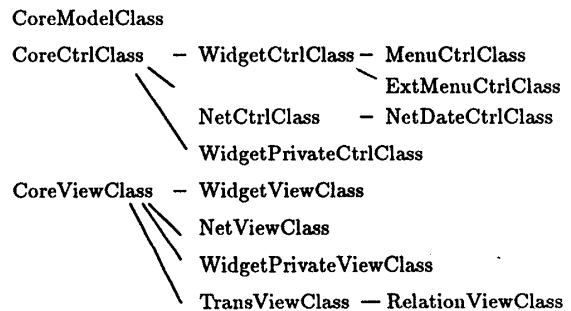 CoreModelClass
CoreCtrlClass – WidgetCtrlClass – MenuCtrlClass
ExtMenuCtrlClass
NetCtrlClass – NetDateCtrlClass
WidgetPrivateCtrlClass
CoreViewClass – WidgetViewClass
NetViewClass
WidgetPrivateViewClass
TransViewClass – RelationViewClass